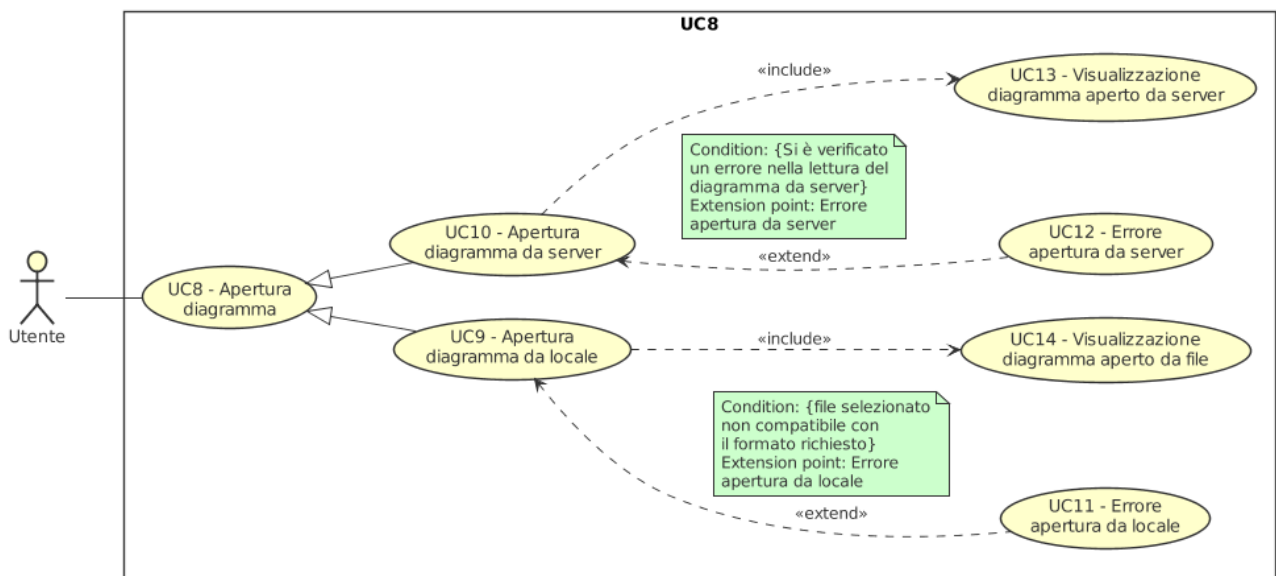 UC8
«include»
UC13 - Visualizzazione
diagramma aperto da server
Condition: {Si è verificato
un errore nella lettura del
diagramma da server}
Extension point: Errore
apertura da server
UC10 - Apertura
diagramma da server
«extend»
UC12 - Errore
apertura da server
Utente
UC8 - Apertura
diagramma
UC9 - Apertura
diagramma da locale
«include»
UC14 - Visualizzazione
diagramma aperto da file
Condition: {file selezionato
non compatibile con
il formato richiesto}
Extension point: Errore
apertura da locale
«extend»
UC11 - Errore
apertura da locale